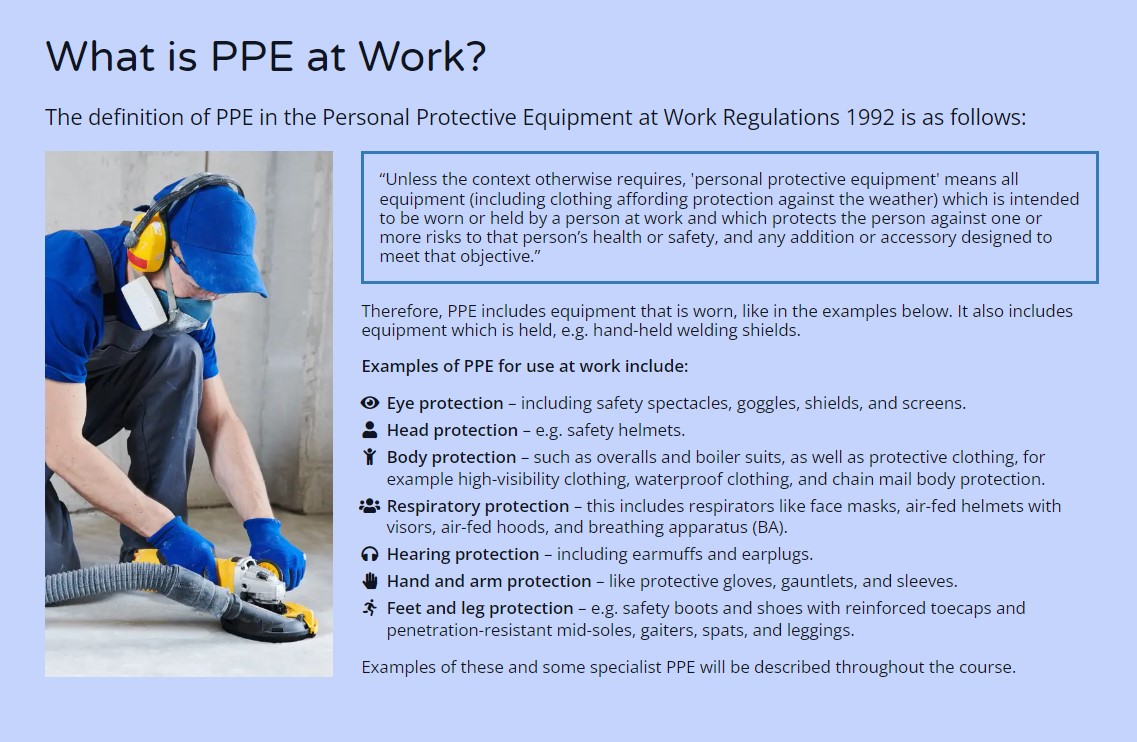 What is PPE at Work?
The definition of PPE in the Personal Protective Equipment at Work Regulations 1992 is as follows:
“Unless the context otherwise requires, 'personal protective equipment' means all
equipment (including clothing affording protection against the weather) which is intended
to be worn or held by a person at work and which protects the person against one or
more risks to that person’s health or safety, and any addition or accessory designed to
meet that objective.”
Therefore, PPE includes equipment that is worn, like in the examples below. It also includes
equipment which is held, e.g. hand-held welding shields.
Examples of PPE for use at work include:
Eye protection – including safety spectacles, goggles, shields, and screens.
Head protection – e.g. safety helmets.
Body protection – such as overalls and boiler suits, as well as protective clothing, for
example high-visibility clothing, waterproof clothing, and chain mail body protection.
Respiratory protection – this includes respirators like face masks, air-fed helmets with
visors, air-fed hoods, and breathing apparatus (BA).
Hearing protection – including earmuffs and earplugs.
Hand and arm protection – like protective gloves, gauntlets, and sleeves.
Feet and leg protection – e.g. safety boots and shoes with reinforced toecaps and
penetration-resistant mid-soles, gaiters, spats, and leggings.
Examples of these and some specialist PPE will be described throughout the course.